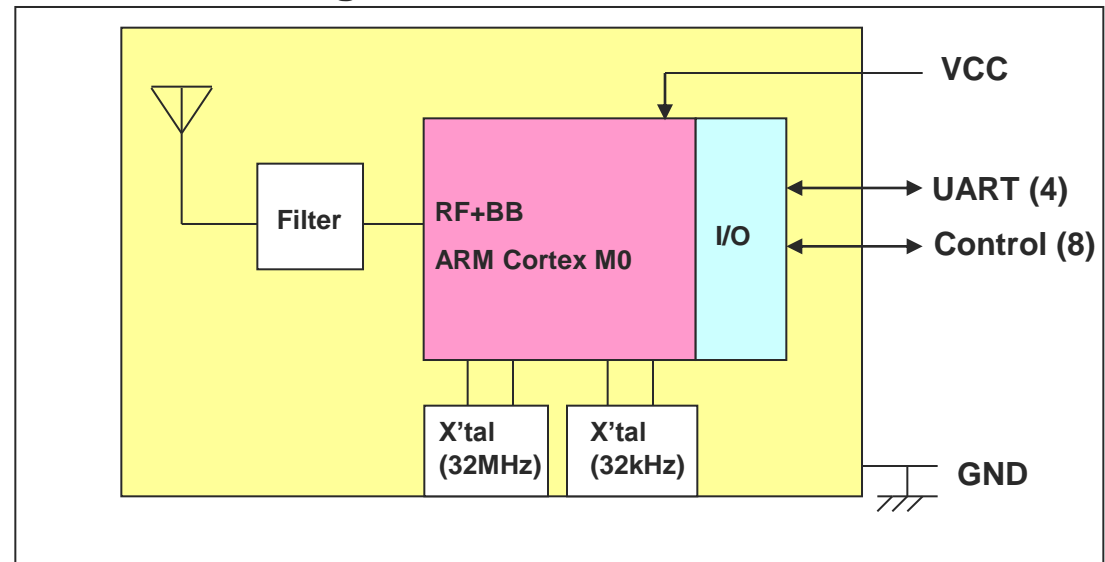 VCC
UART (4)
Filter
RF+BB
I/O
Control (8)
ARM Cortex M0
X’tal
(32MHz)
X’tal
(32kHz)
GND